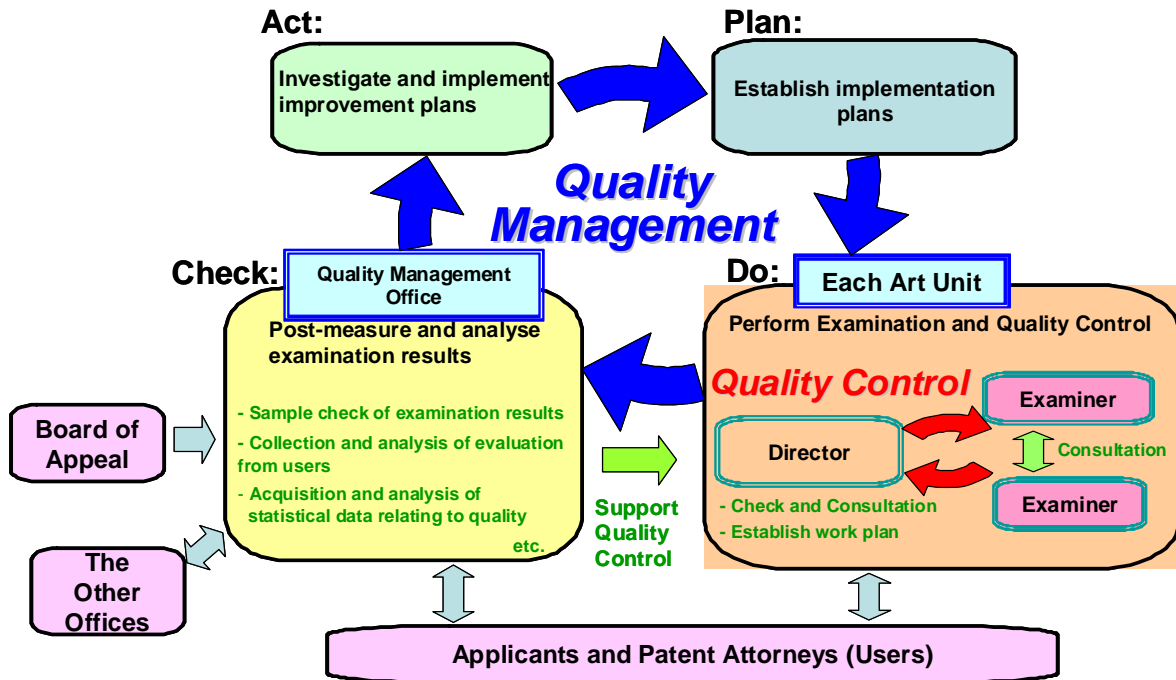 Act:
Investigate and implement
improvement plans
Plan:
Establish implementation
plans
Quality
Management
Check:
Quality Management
Office
Post-measure and analyse
examination results
- Sample check of examination results
- Collection and analysis of evaluation
from users
- Acquisition and analysis of
statistical data relating to quality
etc.
Do:
Each Art Unit
Perform Examination and Quality Control
Quality Control
Director
Examiner
Consultation
Examiner
- Check and Consultation
- Establish work plan
Support
Quality
Control
Board of
Appeal
The
Other
Offices
Applicants and Patent Attorneys (Users)